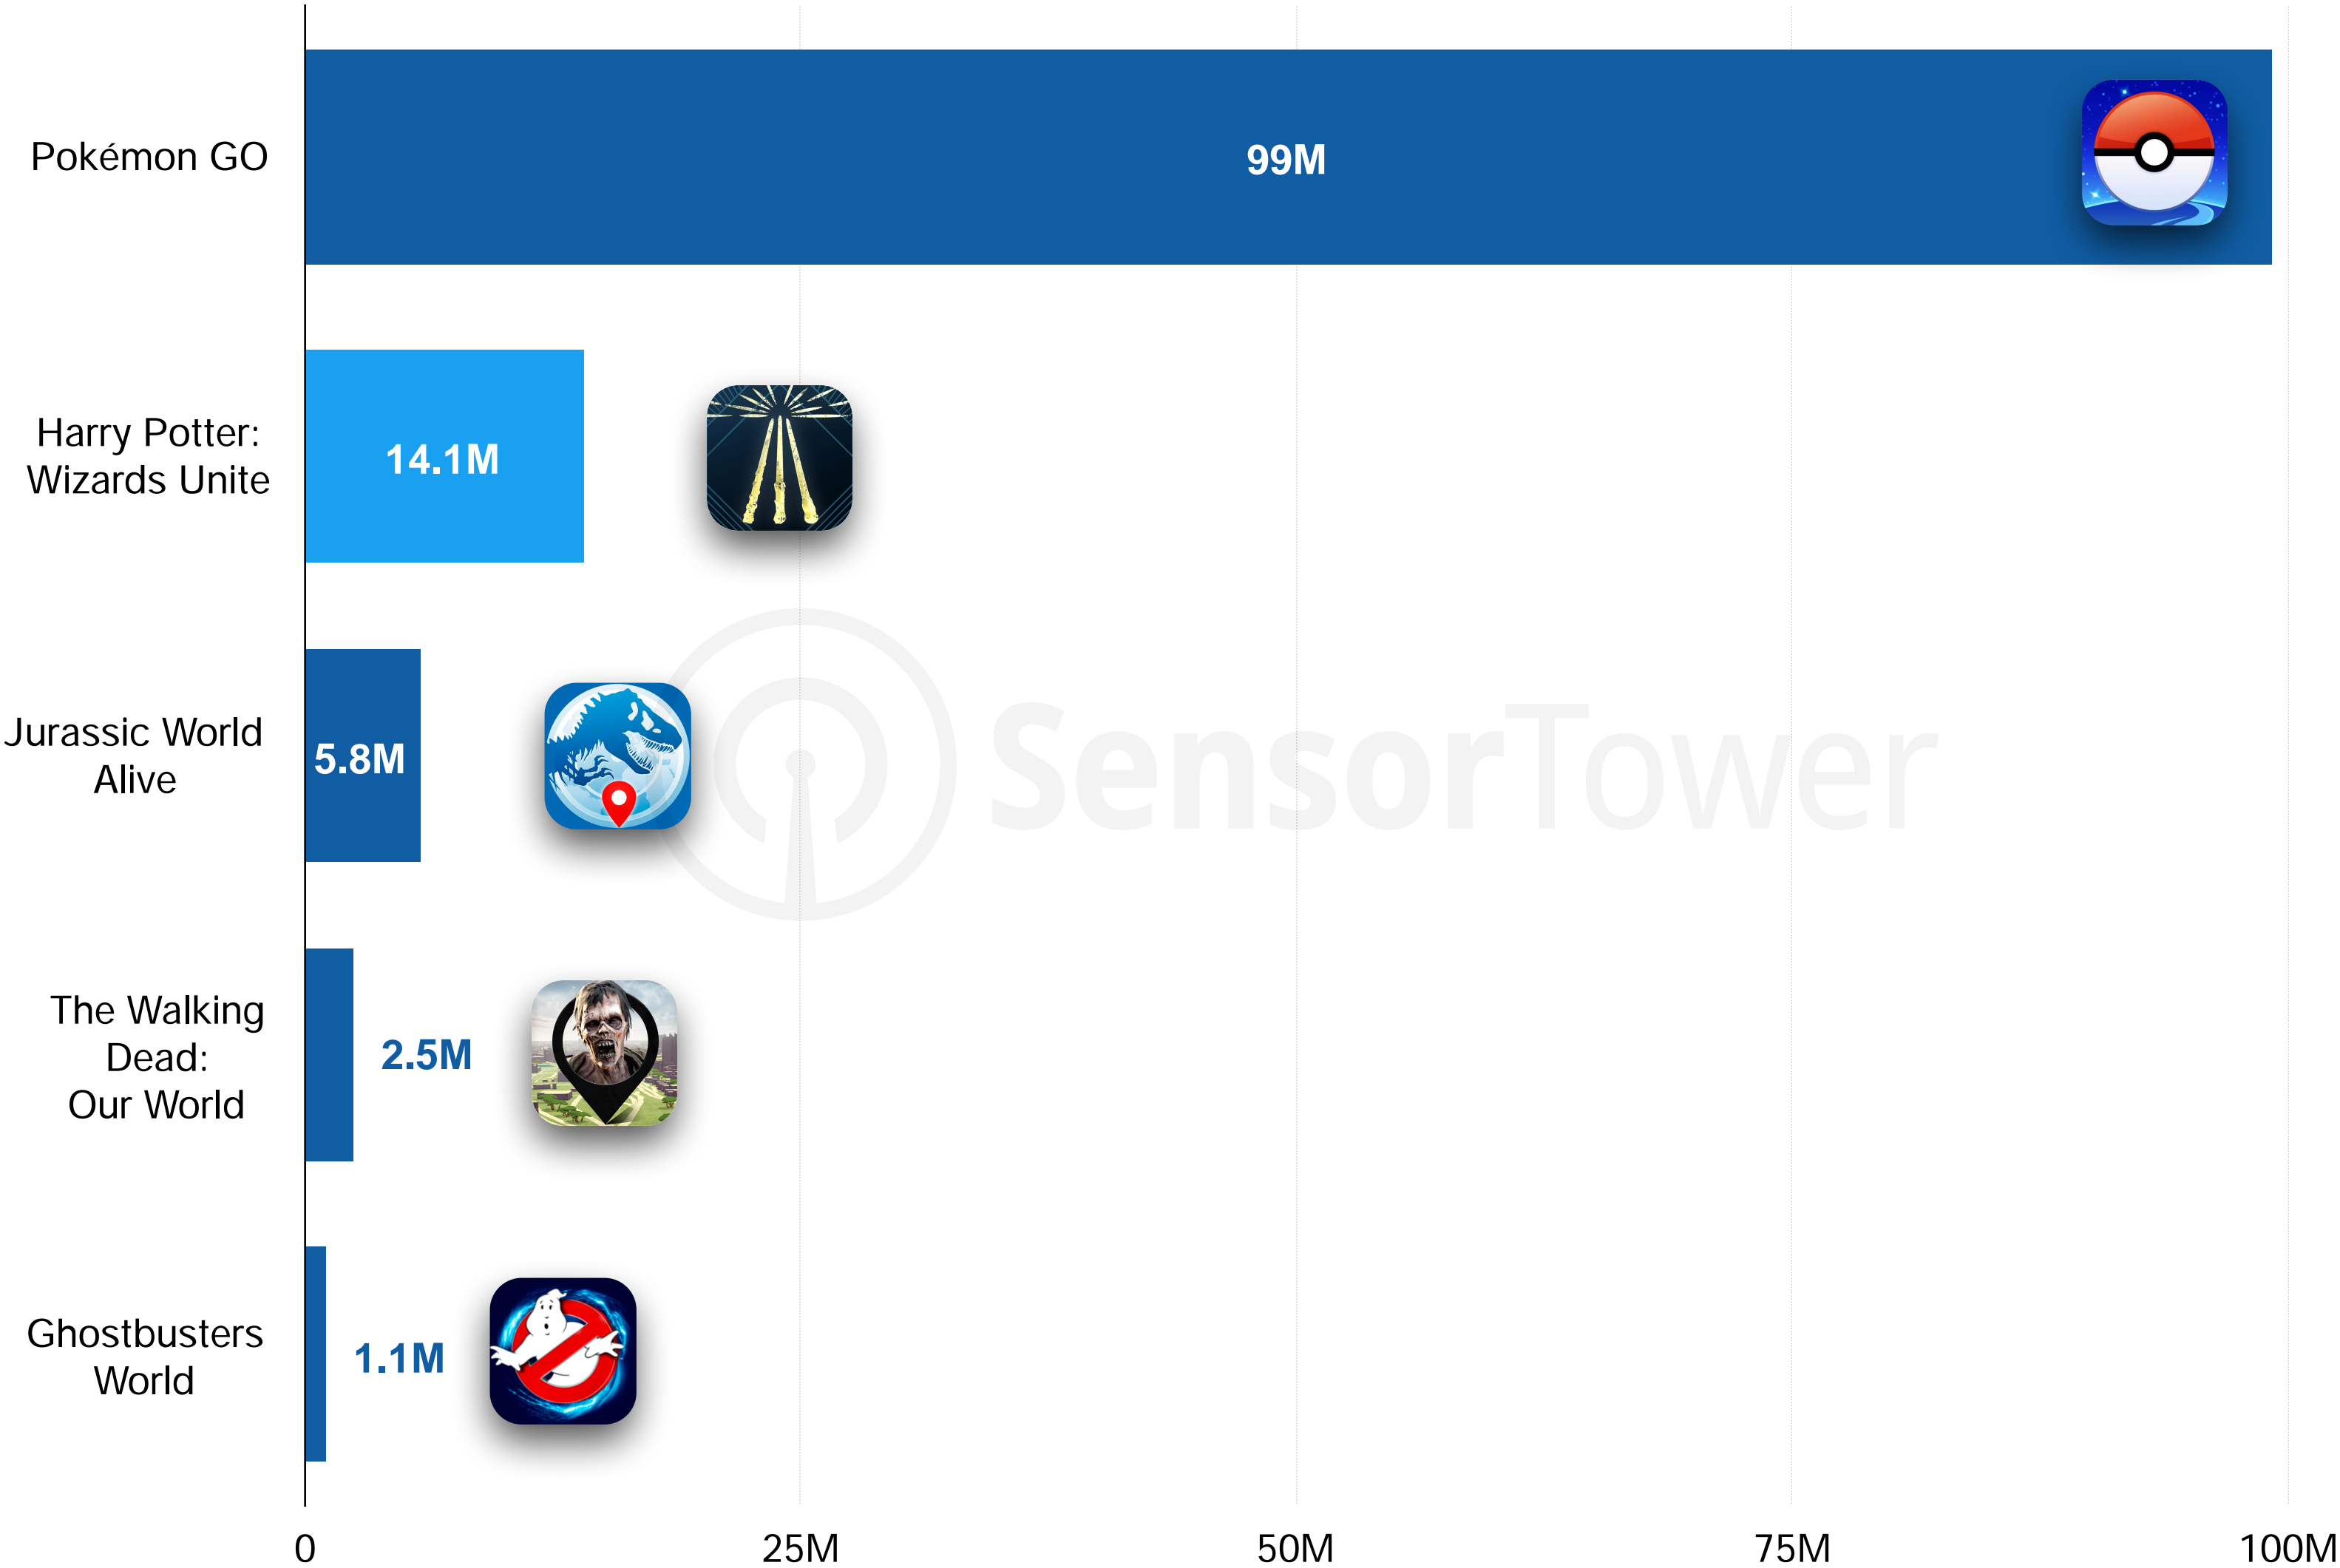 Pokémon GO
99M
Harry Potter:
Wizards Unite
14.1M
Jurassic World
Alive
5.8M
SensorTower
The Walking
Dead:
Our World
2.5M
Ghostbusters
World
1.1M
0
25M
50M
75M
100M